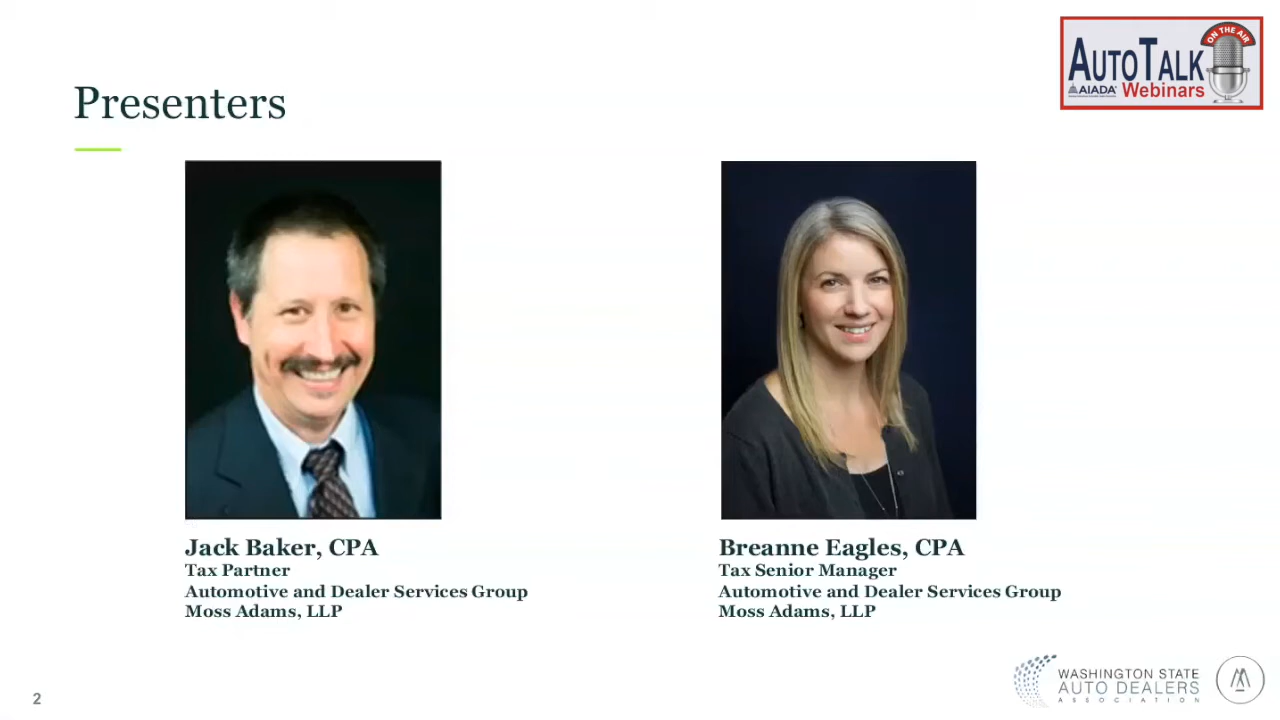 Presenters
ON THE AIR
AUTOTALK
AIADA
Webinars
Jack Baker, CPA
Tax Partner
Automotive and Dealer Services Group
Moss Adams, LLP
Breanne Eagles, CPA
Tax Senior Manager
Automotive and Dealer Services Group
Moss Adams, LLP
2
WASHINGTON STATE
AUTO DEALERS
ASSOCIATION